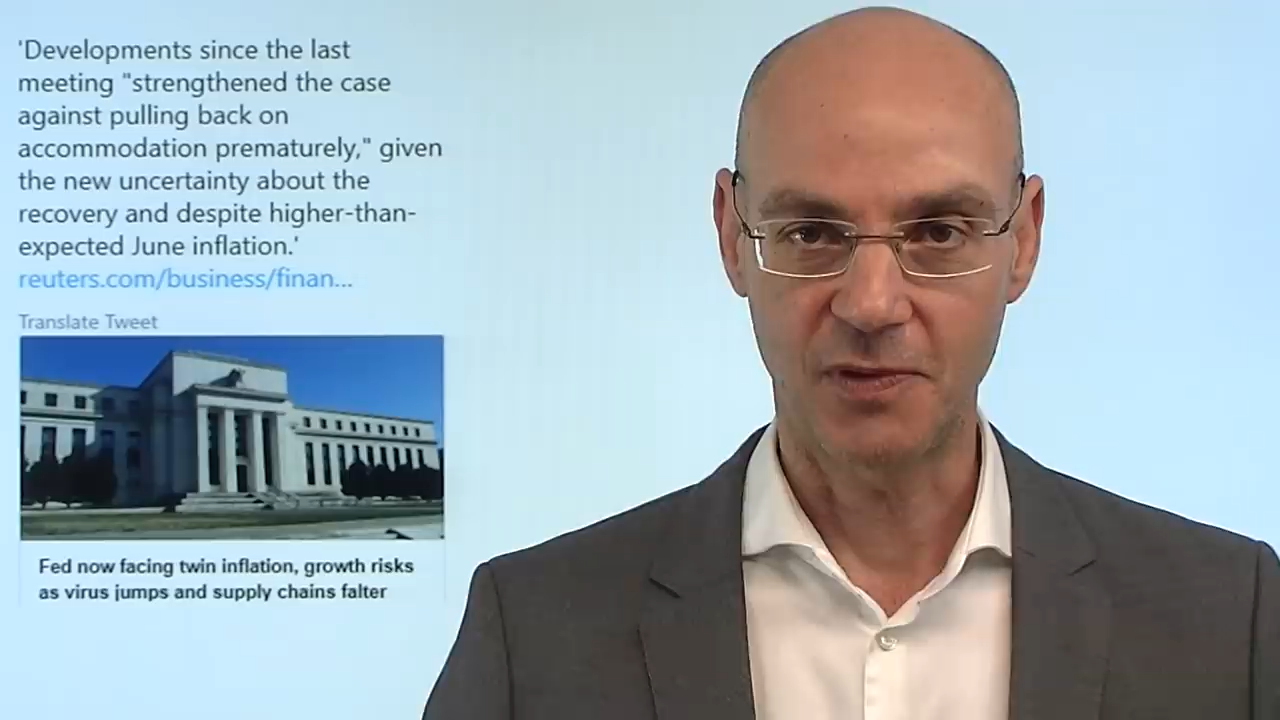 'Developments since the last
meeting "strengthened the case
against pulling back on
accommodation prematurely," given
the new uncertainty about the
recovery and despite higher-than-
expected June inflation.'
reuters.com/business/finan...
Translate Tweet
Fed now facing twin inflation, growth risks
as virus jumps and supply chains falter